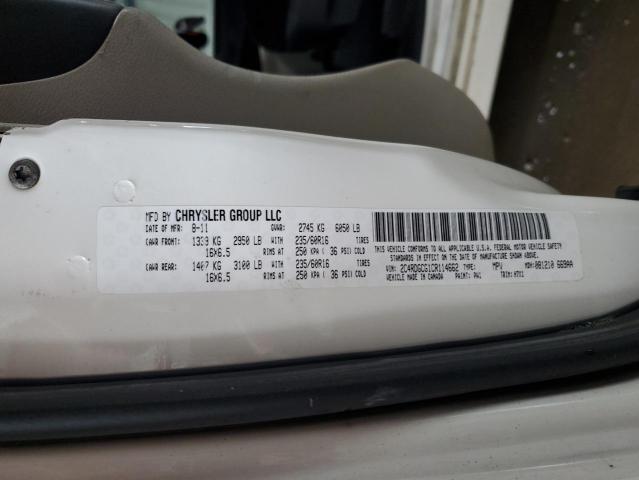 MFD BY CHRYSLER GROUP LLC
DATE OF MFR: 8-11 GVWR: 2745 KG 6050 LB
GAWR FRONT: 1339 KG 2950 LB WITH 235/60R16 TIRES
16X6.5 RIMS AT 250 KPA ( 36 PSI) COLD
GAWR REAR: 1407 KG 3100 LB WITH 235/60R16 TIRES
16X6.5 RIMS AT 250 KPA ( 36 PSI) COLD
THIS VEHICLE CONFORMS TO ALL APPLICABLE U.S.A. FEDERAL MOTOR VEHICLE SAFETY
STANDARDS IN EFFECT ON THE DATE OF MANUFACTURE SHOWN ABOVE.
VIN: 2C4RDGCG1CR114662 TYPE: MPV MDH: 081210 669AA
VEHICLE MADE IN CANADA PAINT: PW1 TRIM: